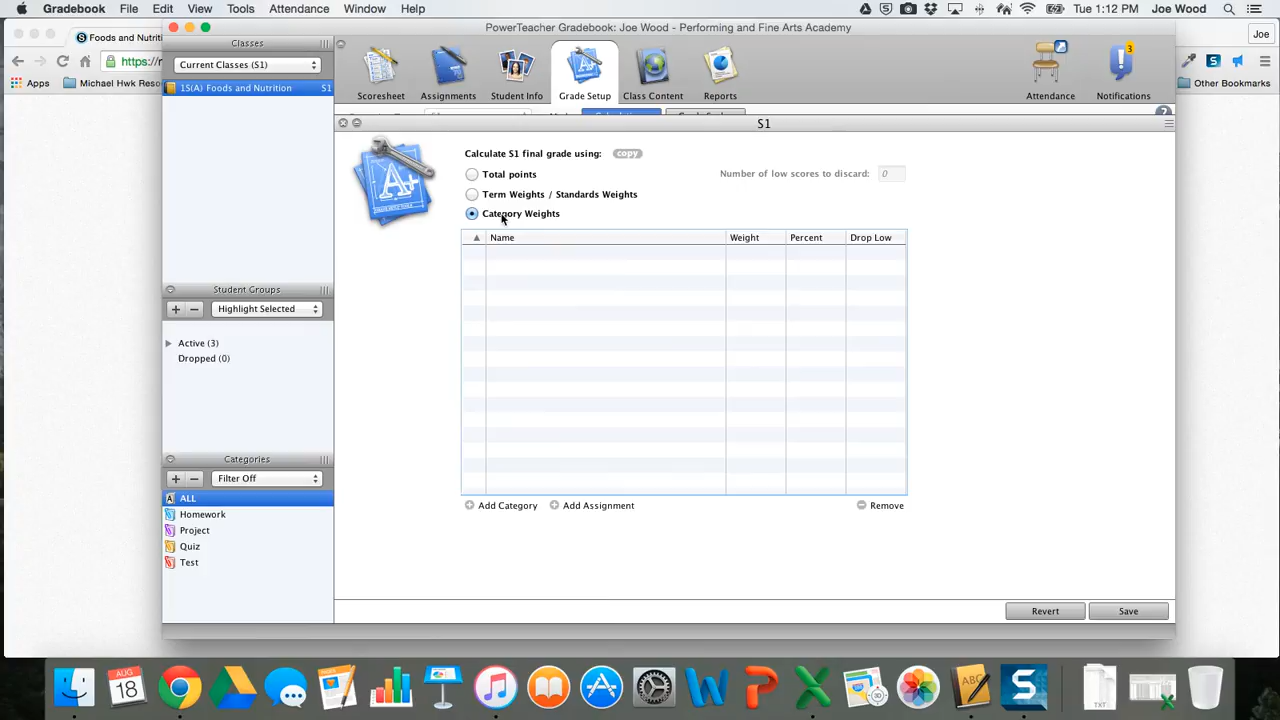 Gradebook File Edit View Tools Attendance Window Help
Tue 1:12 PM Joe Wood
PowerTeacher Gradebook: Joe Wood - Performing and Fine Arts Academy
Foods and Nutriti
Joe
https://r
Apps Michael Hwk Reso
Other Bookmarks
Classes
Current Classes (S1)
1S(A) Foods and Nutrition S1
Scoresheet Assignments Student Info Grade Setup Class Content Reports
Attendance Notifications
3
S1
Calculate S1 final grade using: copy
Total points
Number of low scores to discard: 0
Term Weights / Standards Weights
Category Weights
Name Weight Percent Drop Low
Student Groups
Highlight Selected
Active (3)
Dropped (0)
Categories
Filter Off
ALL
Homework
Project
Quiz
Test
Add Category Add Assignment Remove
Revert Save
AUG
18
ABC
TXT